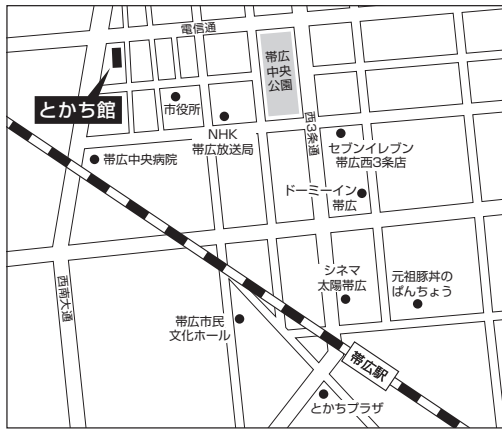 電信通
帯広
中央
公園
とかち館
市役所
NHK
帯広放送局
西3条通
セブンイレブン
帯広西3条店
帯広中央病院
ドーミーイン
帯広
西南大通
シネマ
太陽帯広
元祖豚丼の
ぱんちょう
帯広市民
文化ホール
帯広駅
とかちプラザ